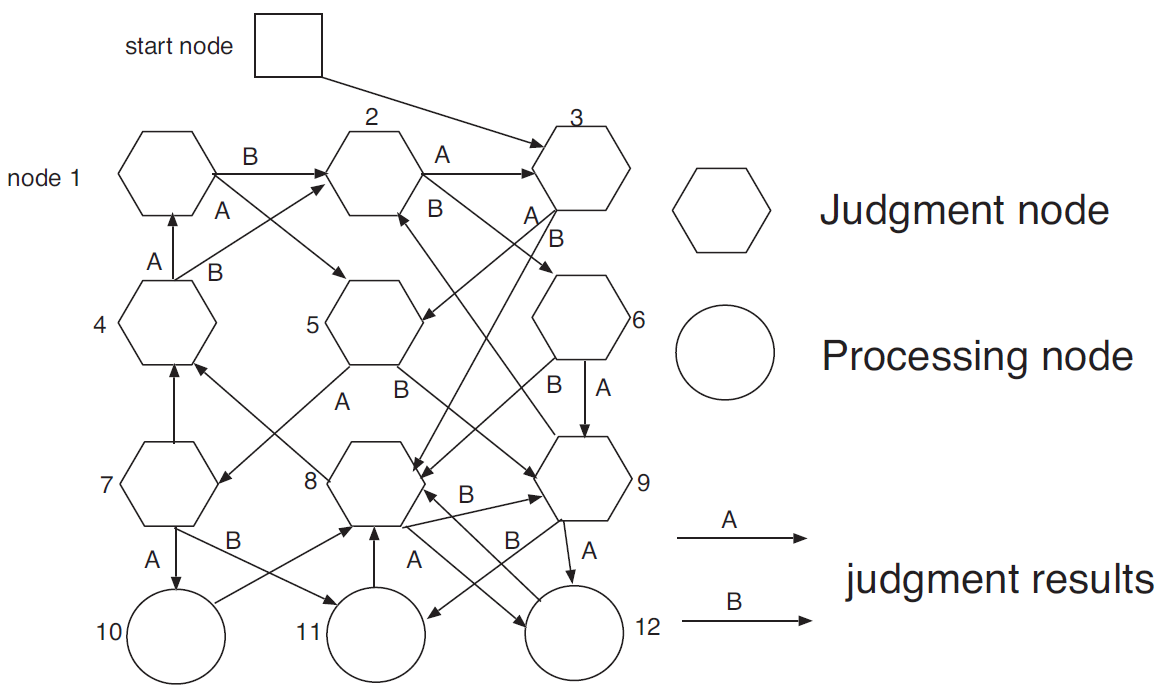 start node
2
3
node 1
B
A
A
B
A
B
A
B
Judgment node
4
5
6
Processing node
A
B
B
A
7
8
9
B
A
B
A
B
A
judgment results
B
10
11
12